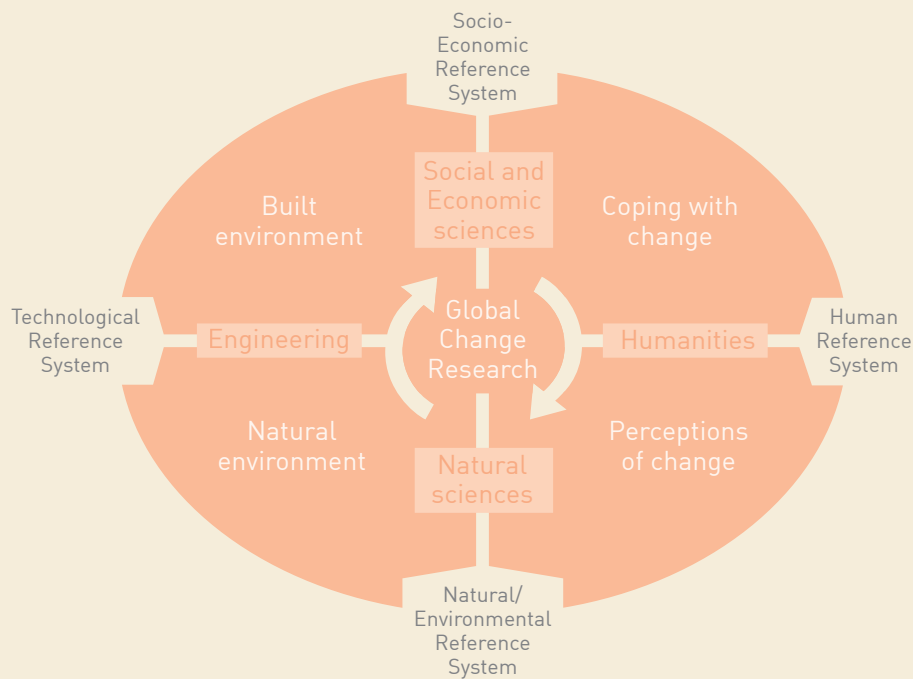 Socio-
Economic
Reference
System
Social and
Economic
sciences
Built
environment
Coping with
change
Technological
Reference
System
Engineering
Global
Change
Research
Humanities
Human
Reference
System
Natural
environment
Perceptions
of change
Natural
sciences
Natural/
Environmental
Reference
System